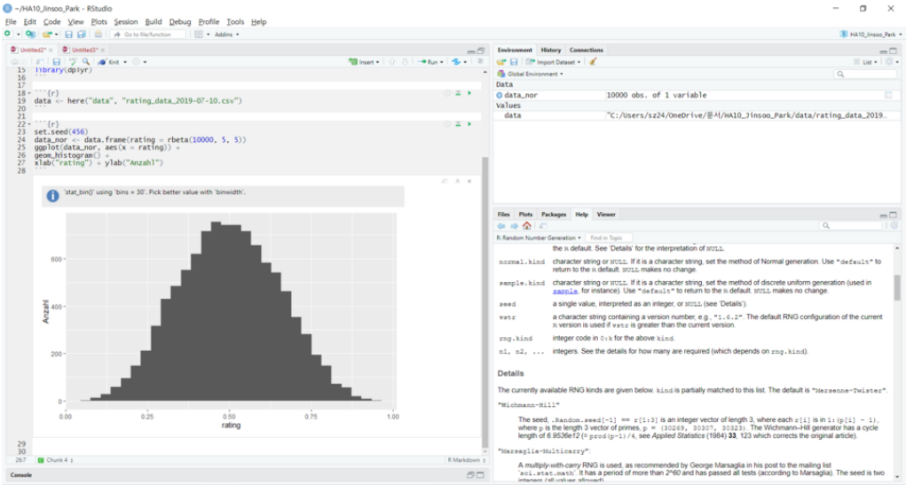 ~/HA10_Jinsoo_Park - RStudio
File Edit Code View Plots Session Build Debug Profile Tools Help
Go to file/function
Addins
HA10_Jinsoo_Park
Untitled2*
Untitled3*
Knit
Insert
Run
15 library(dplyr)
16 ```
17
18 ```{r}
19 data <- here("data", "rating_data_2019-07-10.csv")
20 ```
21
22 ```{r}
23 set.seed(456)
24 data_nor <- data.frame(rating = rbeta(10000, 5, 5))
25 ggplot(data_nor, aes(x = rating)) +
26 geom_histogram() +
27 xlab("rating") + ylab("Anzahl")
28 ```
`stat_bin()` using `bins = 30`. Pick better value with `binwidth`.
Anzahl
600
400
200
0
0.00 0.25 0.50 0.75 1.00
rating
29
30
26:7 Chunk 4 R Markdown
Console
Environment History Connections
Import Dataset List
Global Environment
Data
data_nor 10000 obs. of 1 variable
Values
data "C:/Users/sz24/OneDrive/문서/HA10_Jinsoo_Park/data/rating_data_2019…
Files Plots Packages Help Viewer
R: Random Number Generation Find in Topic
the R default. See 'Details' for the interpretation of NULL.
normal.kind character string or NULL. If it is a character string, set the method of Normal generation. Use "default" to
return to the R default. NULL makes no change.
sample.kind character string or NULL. If it is a character string, set the method of discrete uniform generation (used in
sample, for instance). Use "default" to return to the R default. NULL makes no change.
seed a single value, interpreted as an integer, or NULL (see 'Details').
vstr a character string containing a version number, e.g., "1.6.2". The default RNG configuration of the current
R version is used if vstr is greater than the current version.
rng.kind integer code in 0:k for the above kind.
n1, n2, ... integers. See the details for how many are required (which depends on rng.kind).
Details
The currently available RNG kinds are given below. kind is partially matched to this list. The default is "Mersenne-Twister".
"Wichmann-Hill"
The seed, .Random.seed[-1] == r[1:3] is an integer vector of length 3, where each r[i] is in 1:(p[i] - 1),
where p is the length 3 vector of primes, p = (30269, 30307, 30323). The Wichmann–Hill generator has a cycle
length of 6.9536e12 (= prod(p-1)/4, see Applied Statistics (1984) 33, 123 which corrects the original article).
"Marsaglia-Multicarry":
A multiply-with-carry RNG is used, as recommended by George Marsaglia in his post to the mailing list
'sci.stat.math'. It has a period of more than 2^60 and has passed all tests (according to Marsaglia). The seed is two
integers (all values allowed).